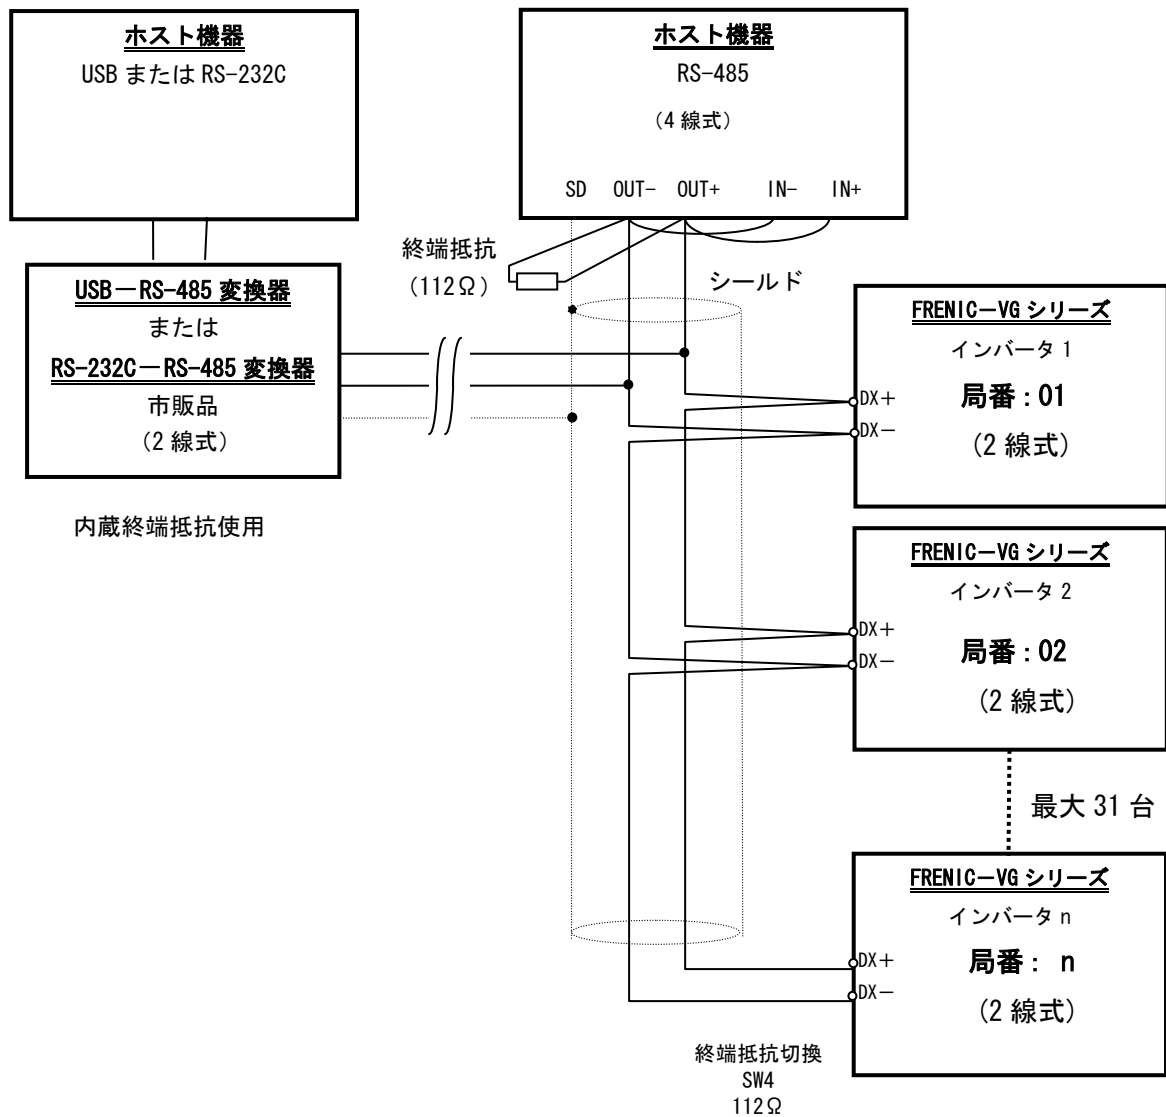 ホスト機器
USB または RS-232C
USB－RS-485 変換器
または
RS-232C－RS-485 変換器
市販品
(2 線式)
内蔵終端抵抗使用
ホスト機器
RS-485
(4 線式)
SD OUT- OUT+ IN- IN+
終端抵抗
(112Ω)
シールド
FRENIC－VG シリーズ
インバータ 1
局番：01
(2 線式)
DX＋
DX－
FRENIC－VG シリーズ
インバータ 2
局番：02
(2 線式)
DX＋
DX－
最大 31 台
FRENIC－VG シリーズ
インバータ n
局番： n
(2 線式)
DX＋
DX－
終端抵抗切換
SW4
112Ω